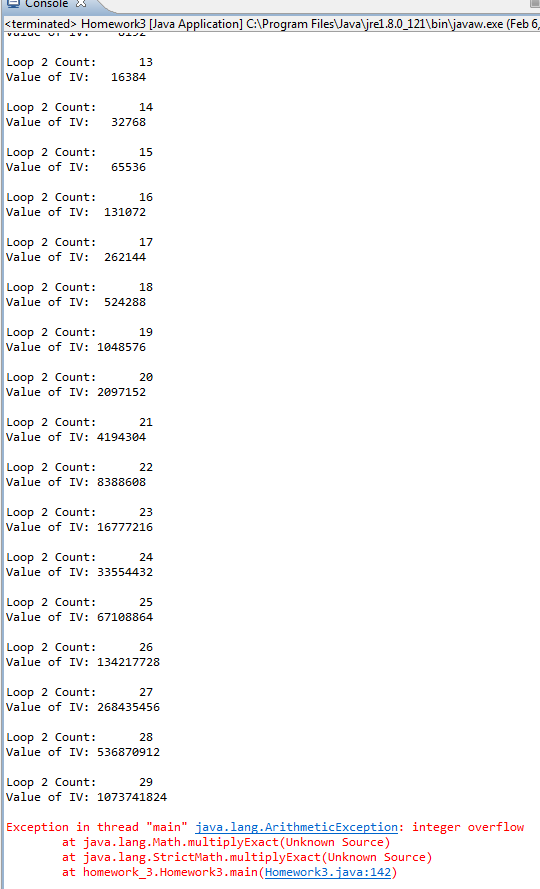 Console
<terminated> Homework3 [Java Application] C:\Program Files\Java\jre1.8.0_121\bin\javaw.exe (Feb 6,
Value of IV: 8192
Loop 2 Count: 13
Value of IV: 16384
Loop 2 Count: 14
Value of IV: 32768
Loop 2 Count: 15
Value of IV: 65536
Loop 2 Count: 16
Value of IV: 131072
Loop 2 Count: 17
Value of IV: 262144
Loop 2 Count: 18
Value of IV: 524288
Loop 2 Count: 19
Value of IV: 1048576
Loop 2 Count: 20
Value of IV: 2097152
Loop 2 Count: 21
Value of IV: 4194304
Loop 2 Count: 22
Value of IV: 8388608
Loop 2 Count: 23
Value of IV: 16777216
Loop 2 Count: 24
Value of IV: 33554432
Loop 2 Count: 25
Value of IV: 67108864
Loop 2 Count: 26
Value of IV: 134217728
Loop 2 Count: 27
Value of IV: 268435456
Loop 2 Count: 28
Value of IV: 536870912
Loop 2 Count: 29
Value of IV: 1073741824
Exception in thread "main" java.lang.ArithmeticException: integer overflow
at java.lang.Math.multiplyExact(Unknown Source)
at java.lang.StrictMath.multiplyExact(Unknown Source)
at homework_3.Homework3.main(Homework3.java:142)